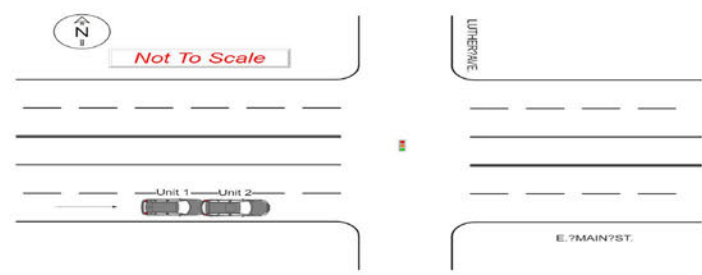 N
Not To Scale
LUTHER?AVE.
Unit 1
Unit 2
E.?MAIN?ST.